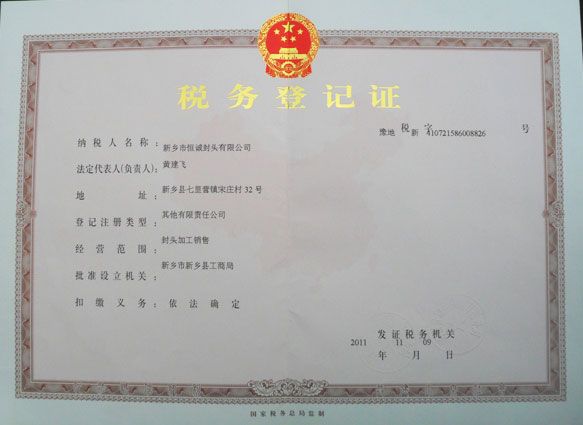 税务登记证
豫地 税 新 字 410721586008826 号
纳税人名称: 新乡市恒诚封头有限公司
法定代表人(负责人): 黄建飞
地 址: 新乡县七里营镇宋庄村 32 号
登记注册类型: 其他有限责任公司
经营范围: 封头加工销售
批准设立机关: 新乡市新乡县工商局
扣缴义务: 依法确定
发证税务机关
2011 11 09
年 月 日
国家税务总局监制